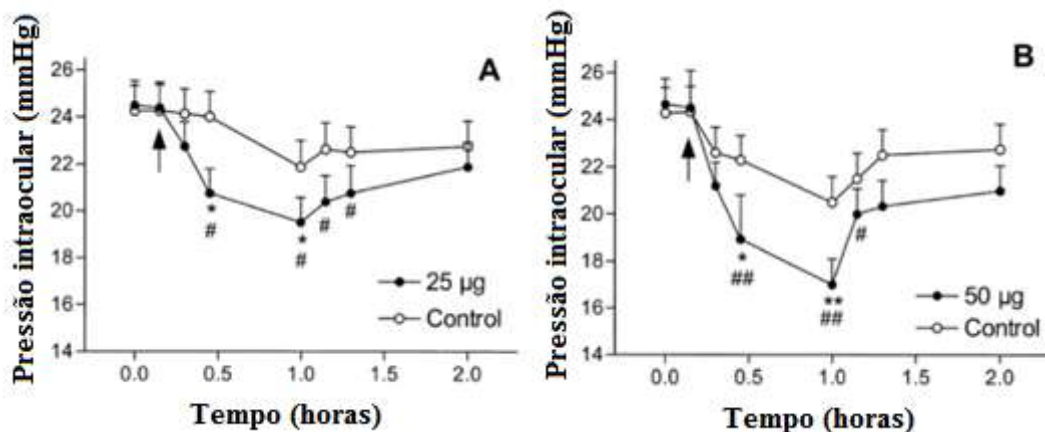 Pressão intraocular (mmHg)
A
26
24
22
20
18
16
14
*
#
*
#
#
#
25 µg
Control
0.0 0.5 1.0 1.5 2.0
Tempo (horas)
Pressão intraocular (mmHg)
B
26
24
22
20
18
16
14
*
##
**
##
#
50 µg
Control
0.0 0.5 1.0 1.5 2.0
Tempo (horas)